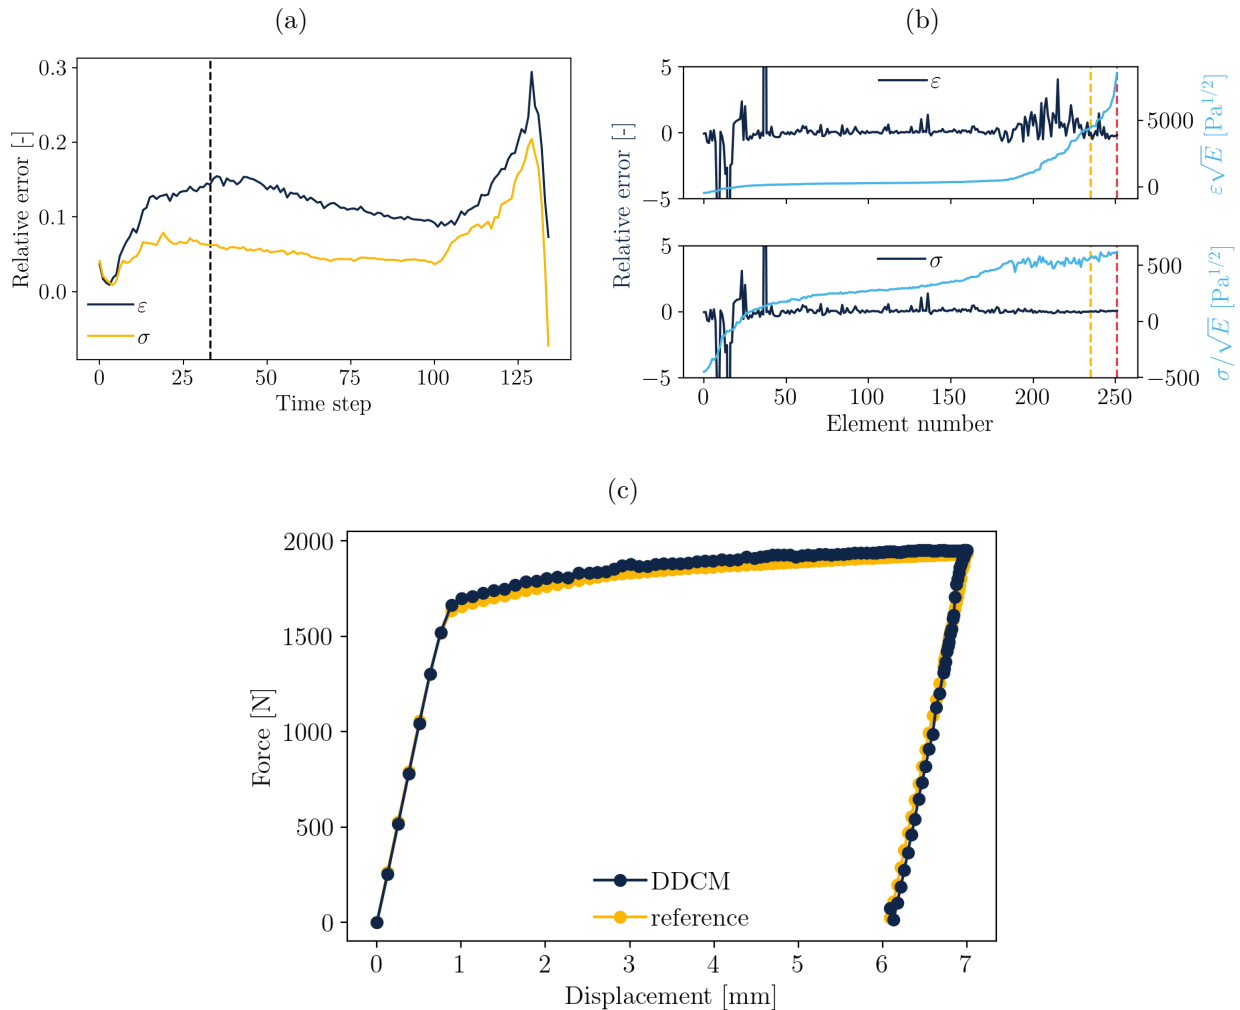 (a)
Relative error [-]
0.3
0.2
0.1
0.0
ε
σ
0 25 50 75 100 125
Time step
(b)
Relative error [-]
5
0
−5
ε
5000
0
ε√E [Pa^{1/2}]
5
0
−5
σ
500
0
−500
σ/√E [Pa^{1/2}]
0 50 100 150 200 250
Element number
(c)
Force [N]
2000
1500
1000
500
0
DDCM
reference
0 1 2 3 4 5 6 7
Displacement [mm]